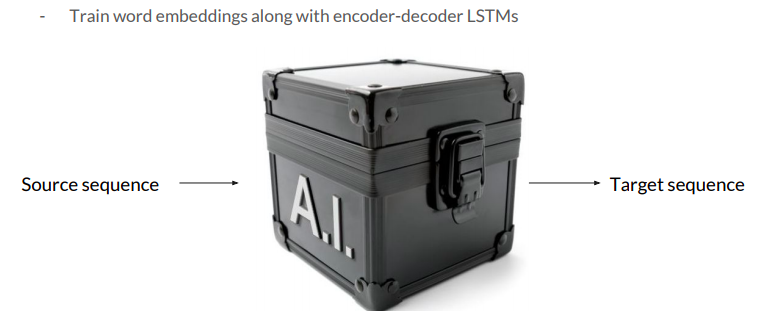 - Train word embeddings along with encoder-decoder LSTMs
A.I.
Source sequence
Target sequence